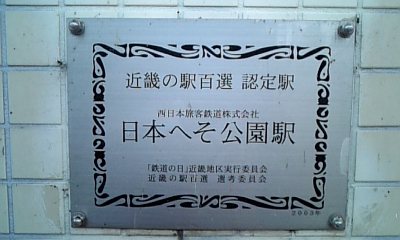 近畿の駅百選 認定駅
西日本旅客鉄道株式会社
日本へそ公園駅
「鉄道の日」近畿地区実行委員会
近畿の駅百選 選考委員会
2003年